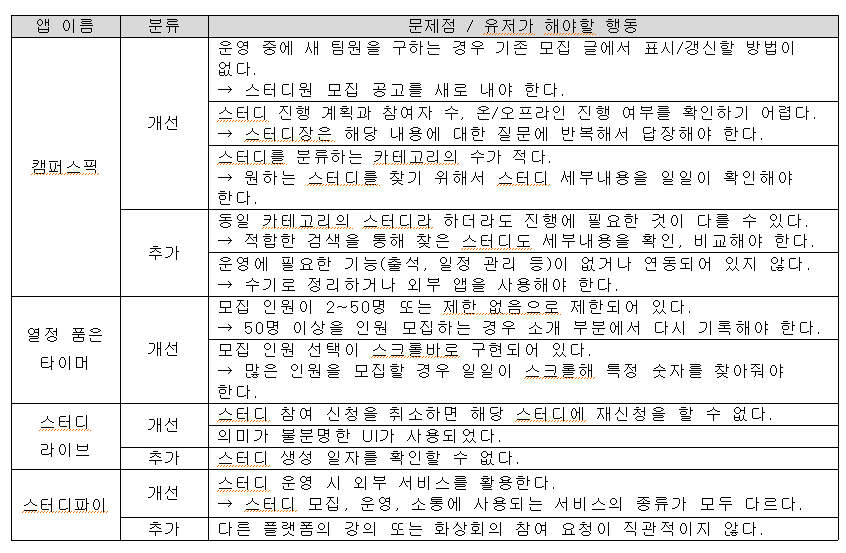 앱 이름 분류 문제점 / 유저가 해야할 행동
캠퍼스픽
개선
운영 중에 새 팀원을 구하는 경우 기존 모집 글에서 표시/갱신할 방법이
없다.
→ 스터디원 모집 공고를 새로 내야 한다.
스터디 진행 계획과 참여자 수, 온/오프라인 진행 여부를 확인하기 어렵다.
→ 스터디장은 해당 내용에 대한 질문에 반복해서 답장해야 한다.
스터디를 분류하는 카테고리의 수가 적다.
→ 원하는 스터디를 찾기 위해서 스터디 세부내용을 일일이 확인해야
한다.
추가
동일 카테고리의 스터디라 하더라도 진행에 필요한 것이 다를 수 있다.
→ 적합한 검색을 통해 찾은 스터디도 세부내용을 확인, 비교해야 한다.
운영에 필요한 기능(출석, 일정 관리 등)이 없거나 연동되어 있지 않다.
→ 수기로 정리하거나 외부 앱을 사용해야 한다.
열정 품은
타이머
개선
모집 인원이 2~50명 또는 제한 없음으로 제한되어 있다.
→ 50명 이상을 인원 모집하는 경우 소개 부분에서 다시 기록해야 한다.
모집 인원 선택이 스크롤바로 구현되어 있다.
→ 많은 인원을 모집할 경우 일일이 스크롤해 특정 숫자를 찾아줘야
한다.
스터디
라이브
개선
스터디 참여 신청을 취소하면 해당 스터디에 재신청을 할 수 없다.
의미가 불분명한 UI가 사용되었다.
추가
스터디 생성 일자를 확인할 수 없다.
스터디파이
개선
스터디 운영 시 외부 서비스를 활용한다.
→ 스터디 모집, 운영, 소통에 사용되는 서비스의 종류가 모두 다르다.
추가
다른 플랫폼의 강의 또는 화상회의 참여 요청이 직관적이지 않다.